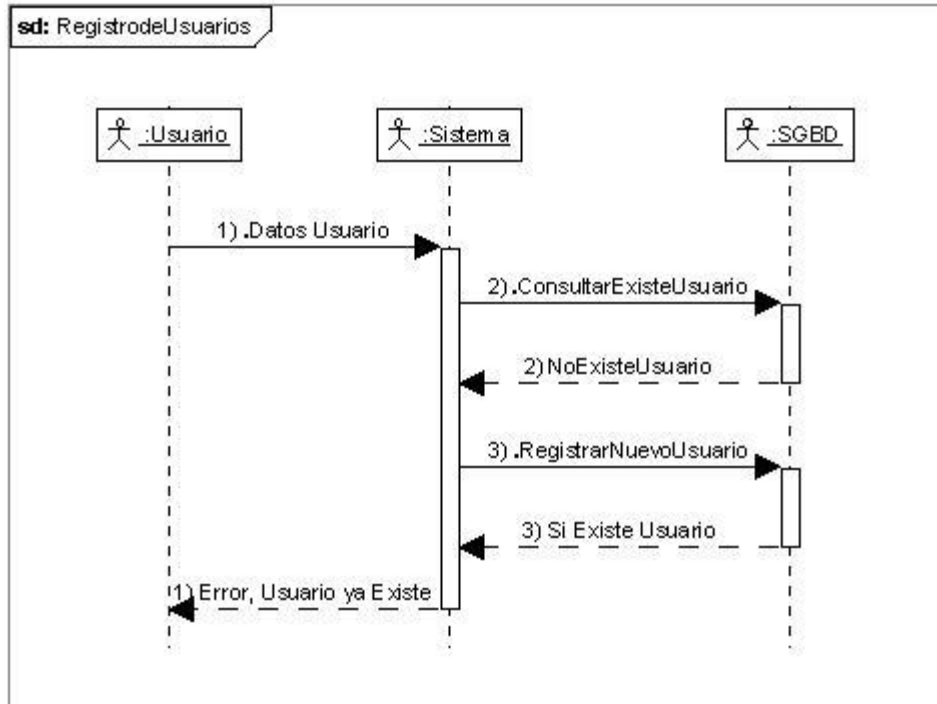 sd: RegistrodeUsuarios
:Usuario
:Sistema
:SGBD
1) .Datos Usuario
2) .ConsultarExisteUsuario
2) NoExisteUsuario
3) .RegistrarNuevoUsuario
3) Si Existe Usuario
1) Error, Usuario ya Existe